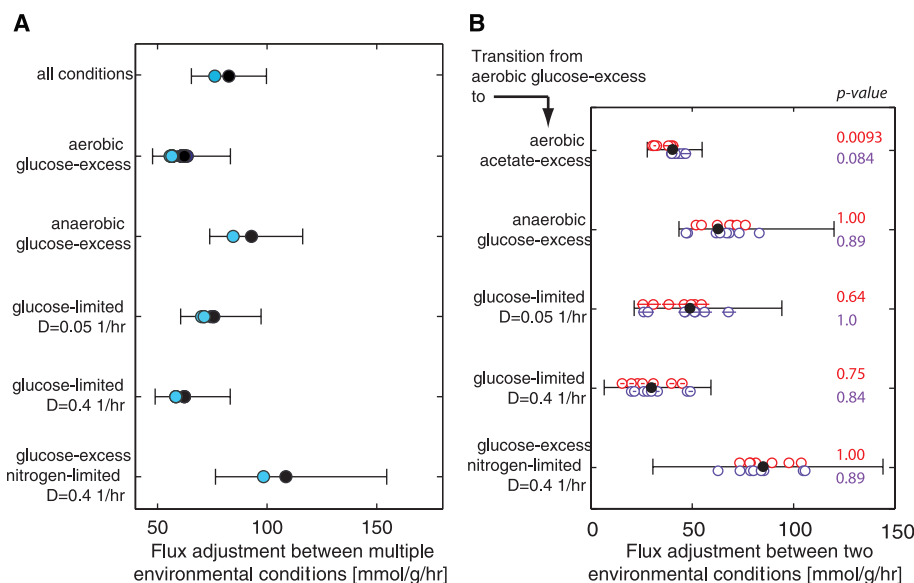 A
all conditions
aerobic
glucose-excess
anaerobic
glucose-excess
glucose-limited
D=0.05 1/hr
glucose-limited
D=0.4 1/hr
glucose-excess
nitrogen-limited
D=0.4 1/hr
50 100 150
Flux adjustment between multiple
environmental conditions [mmol/g/hr]
B
Transition from
aerobic glucose-excess
to
p-value
aerobic
acetate-excess
0.0093
0.084
anaerobic
glucose-excess
1.00
0.89
glucose-limited
D=0.05 1/hr
0.64
1.0
glucose-limited
D=0.4 1/hr
0.75
0.84
glucose-excess
nitrogen-limited
D=0.4 1/hr
1.00
0.89
0 50 100 150
Flux adjustment between two
environmental conditions [mmol/g/hr]